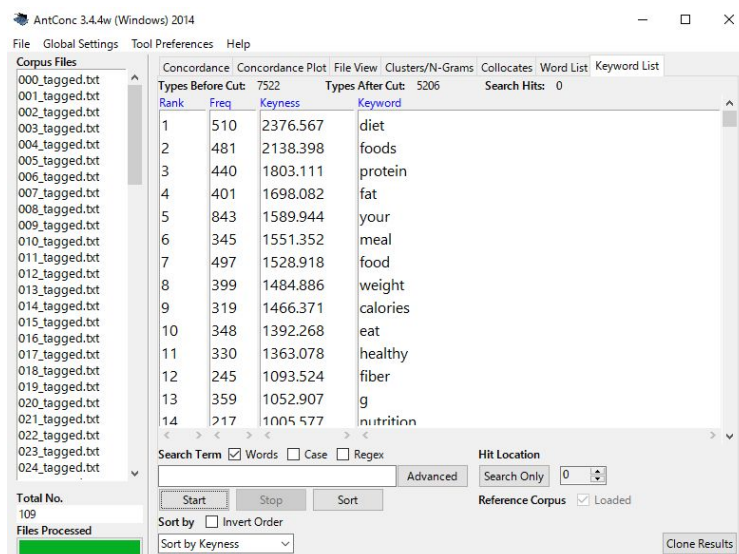 AntConc 3.4.4w (Windows) 2014
File Global Settings Tool Preferences Help
Corpus Files
000_tagged.txt
001_tagged.txt
002_tagged.txt
003_tagged.txt
004_tagged.txt
005_tagged.txt
006_tagged.txt
007_tagged.txt
008_tagged.txt
009_tagged.txt
010_tagged.txt
011_tagged.txt
012_tagged.txt
013_tagged.txt
014_tagged.txt
015_tagged.txt
016_tagged.txt
017_tagged.txt
018_tagged.txt
019_tagged.txt
020_tagged.txt
021_tagged.txt
022_tagged.txt
023_tagged.txt
024_tagged.txt
Total No.
109
Files Processed
Concordance Concordance Plot File View Clusters/N-Grams Collocates Word List Keyword List
Types Before Cut: 7522 Types After Cut: 5206 Search Hits: 0
Rank Freq Keyness Keyword
1 510 2376.567 diet
2 481 2138.398 foods
3 440 1803.111 protein
4 401 1698.082 fat
5 843 1589.944 your
6 345 1551.352 meal
7 497 1528.918 food
8 399 1484.886 weight
9 319 1466.371 calories
10 348 1392.268 eat
11 330 1363.078 healthy
12 245 1093.524 fiber
13 359 1052.907 g
14 217 1005.577 nutrition
Search Term Words Case Regex Hit Location
Advanced Search Only 0
Start Stop Sort Reference Corpus Loaded
Sort by Invert Order
Sort by Keyness Clone Results